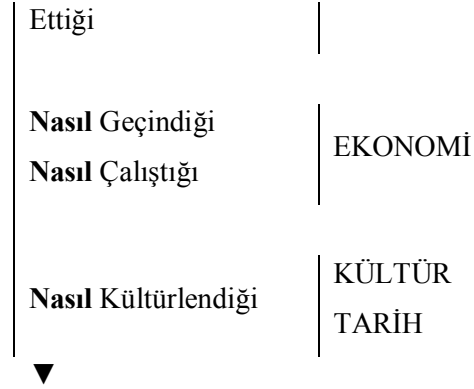 Ettiği
Nasıl Geçindiği
Nasıl Çalıştığı
EKONOMİ
Nasıl Kültürlendiği
KÜLTÜR
TARİH